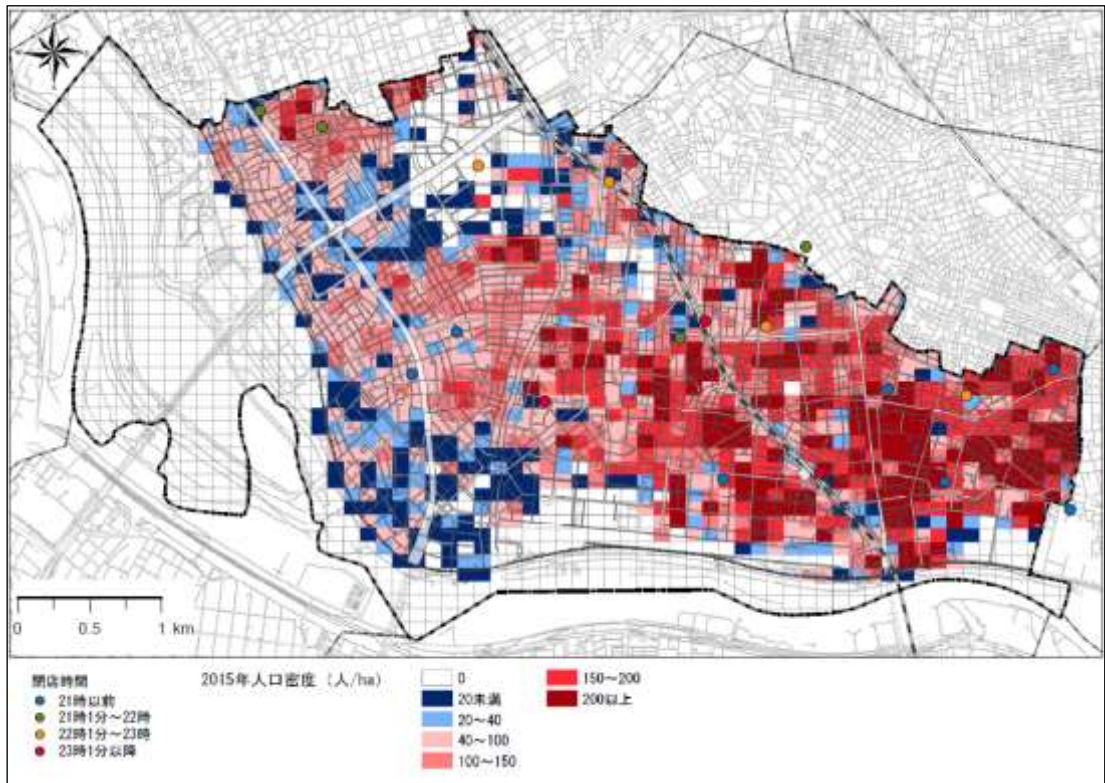 0 0.5 1 km
閉店時間
21時以前
21時1分～22時
22時1分～23時
23時1分以降
2015年人口密度（人/ha）
0
20未満
20～40
40～100
100～150
150～200
200以上